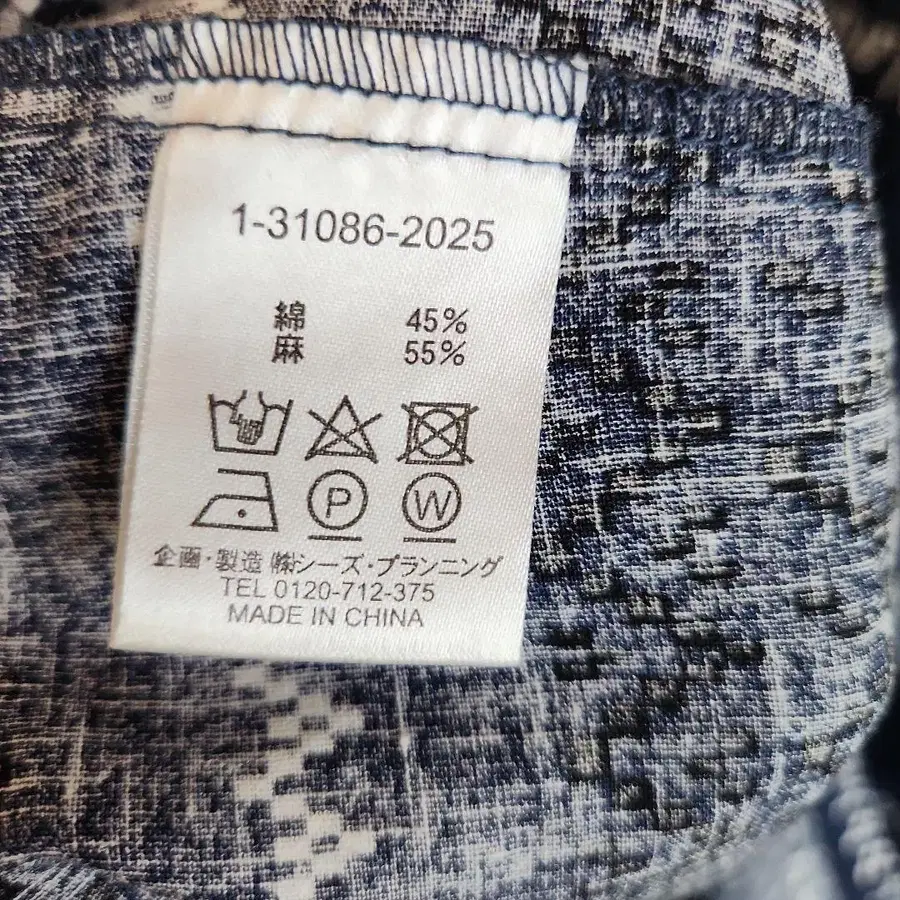 1-31086-2025
綿 45%
麻 55%
P W
企画・製造 ㈱シーズ・プランニング
TEL 0120-712-375
MADE IN CHINA